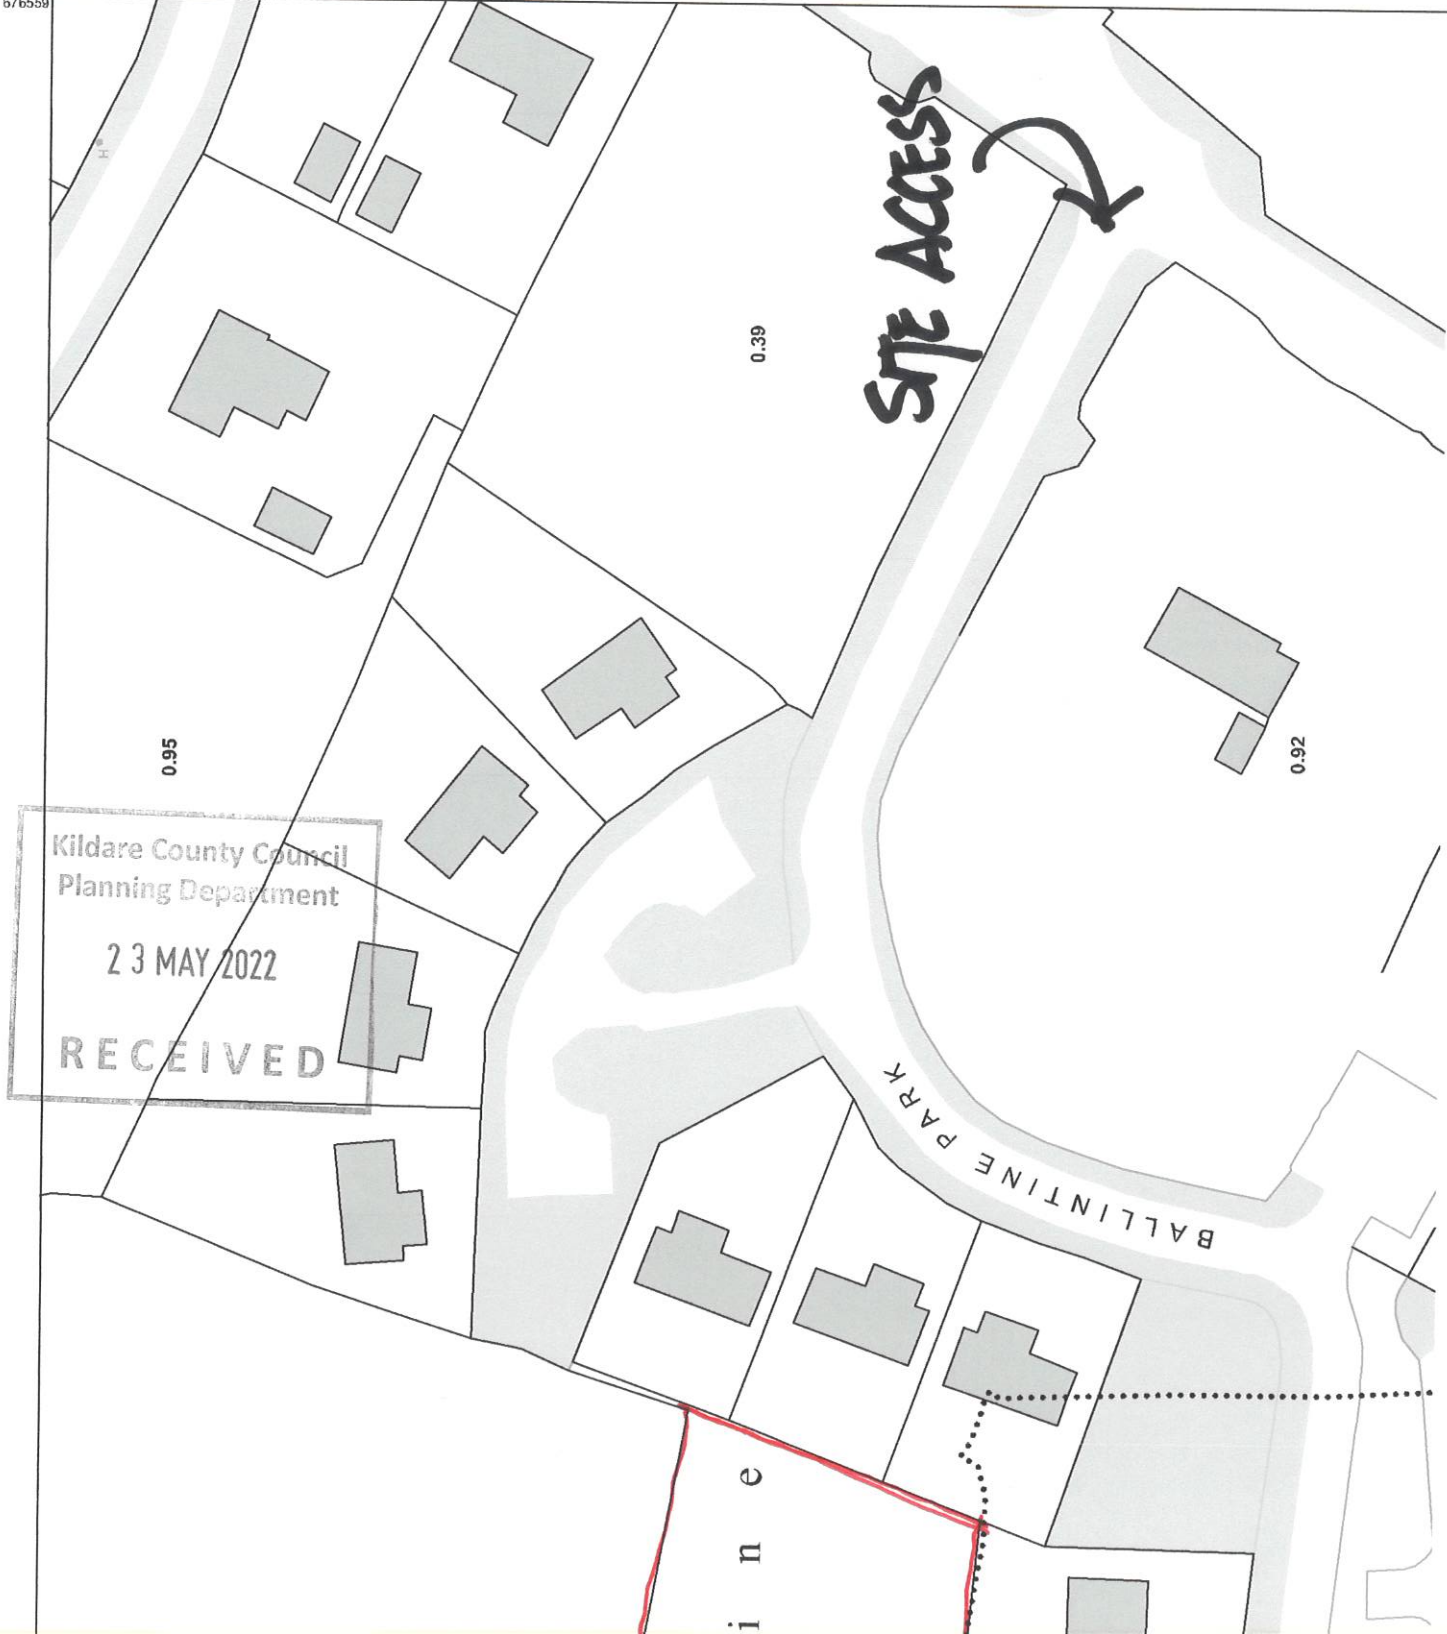 676559
H
SITE ACCESS
0.39
0.95
0.92
Kildare County Council
Planning Department
23 MAY 2022
RECEIVED
BALLINTINE PARK
ine